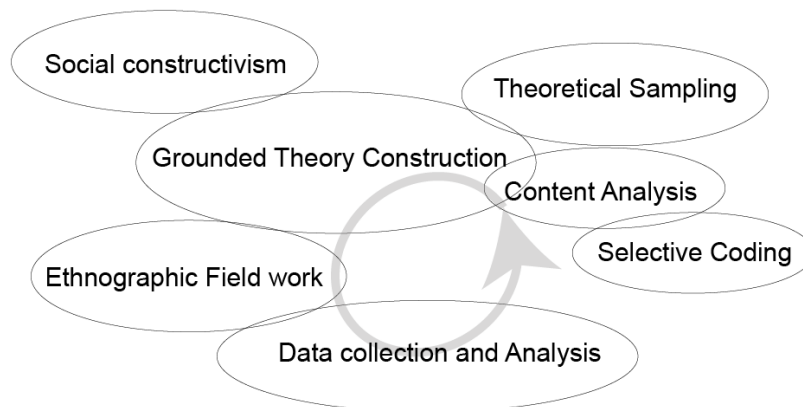 Social constructivism
Theoretical Sampling
Grounded Theory Construction
Content Analysis
Selective Coding
Ethnographic Field work
Data collection and Analysis